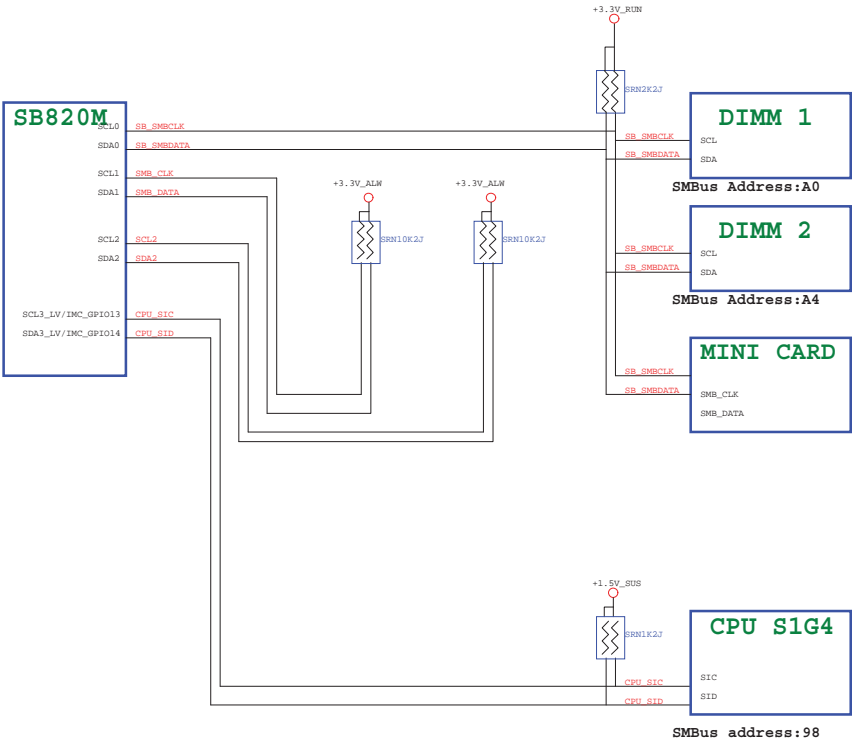 +3.3V_RUN
SRN2K2J
SB820M
SCL0
SB_SMBCLK
SDA0
SB_SMBDATA
SCL1
SMB_CLK
SDA1
SMB_DATA
SCL2
SCL2
SDA2
SDA2
SCL3_LV/IMC_GPIO13
CPU_SIC
SDA3_LV/IMC_GPIO14
CPU_SID
+3.3V_ALW
SRN10K2J
+3.3V_ALW
SRN10K2J
DIMM 1
SB_SMBCLK
SCL
SB_SMBDATA
SDA
SMBus Address:A0
DIMM 2
SB_SMBCLK
SCL
SB_SMBDATA
SDA
SMBus Address:A4
MINI CARD
SB_SMBCLK
SB_SMBDATA
SMB_CLK
SMB_DATA
+1.5V_SUS
SRN1K2J
CPU S1G4
CPU_SIC
SIC
CPU_SID
SID
SMBus address:98